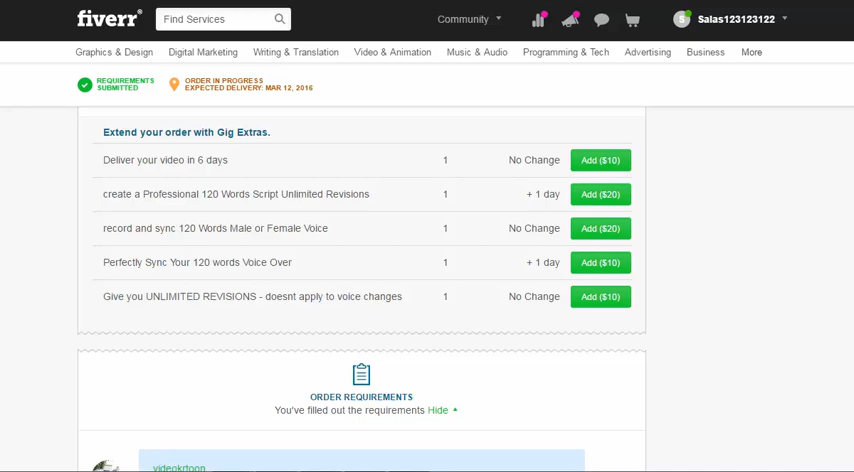 fiverr®
Find Services
Community
S
Salas123123122
Graphics & Design Digital Marketing Writing & Translation Video & Animation Music & Audio Programming & Tech Advertising Business More
REQUIREMENTS
SUBMITTED
ORDER IN PROGRESS
EXPECTED DELIVERY: MAR 12, 2016
Extend your order with Gig Extras.
Deliver your video in 6 days 1 No Change Add ($10)
create a Professional 120 Words Script Unlimited Revisions 1 + 1 day Add ($20)
record and sync 120 Words Male or Female Voice 1 No Change Add ($20)
Perfectly Sync Your 120 words Voice Over 1 + 1 day Add ($10)
Give you UNLIMITED REVISIONS - doesnt apply to voice changes 1 No Change Add ($10)
ORDER REQUIREMENTS
You've filled out the requirements Hide
videokrtoon